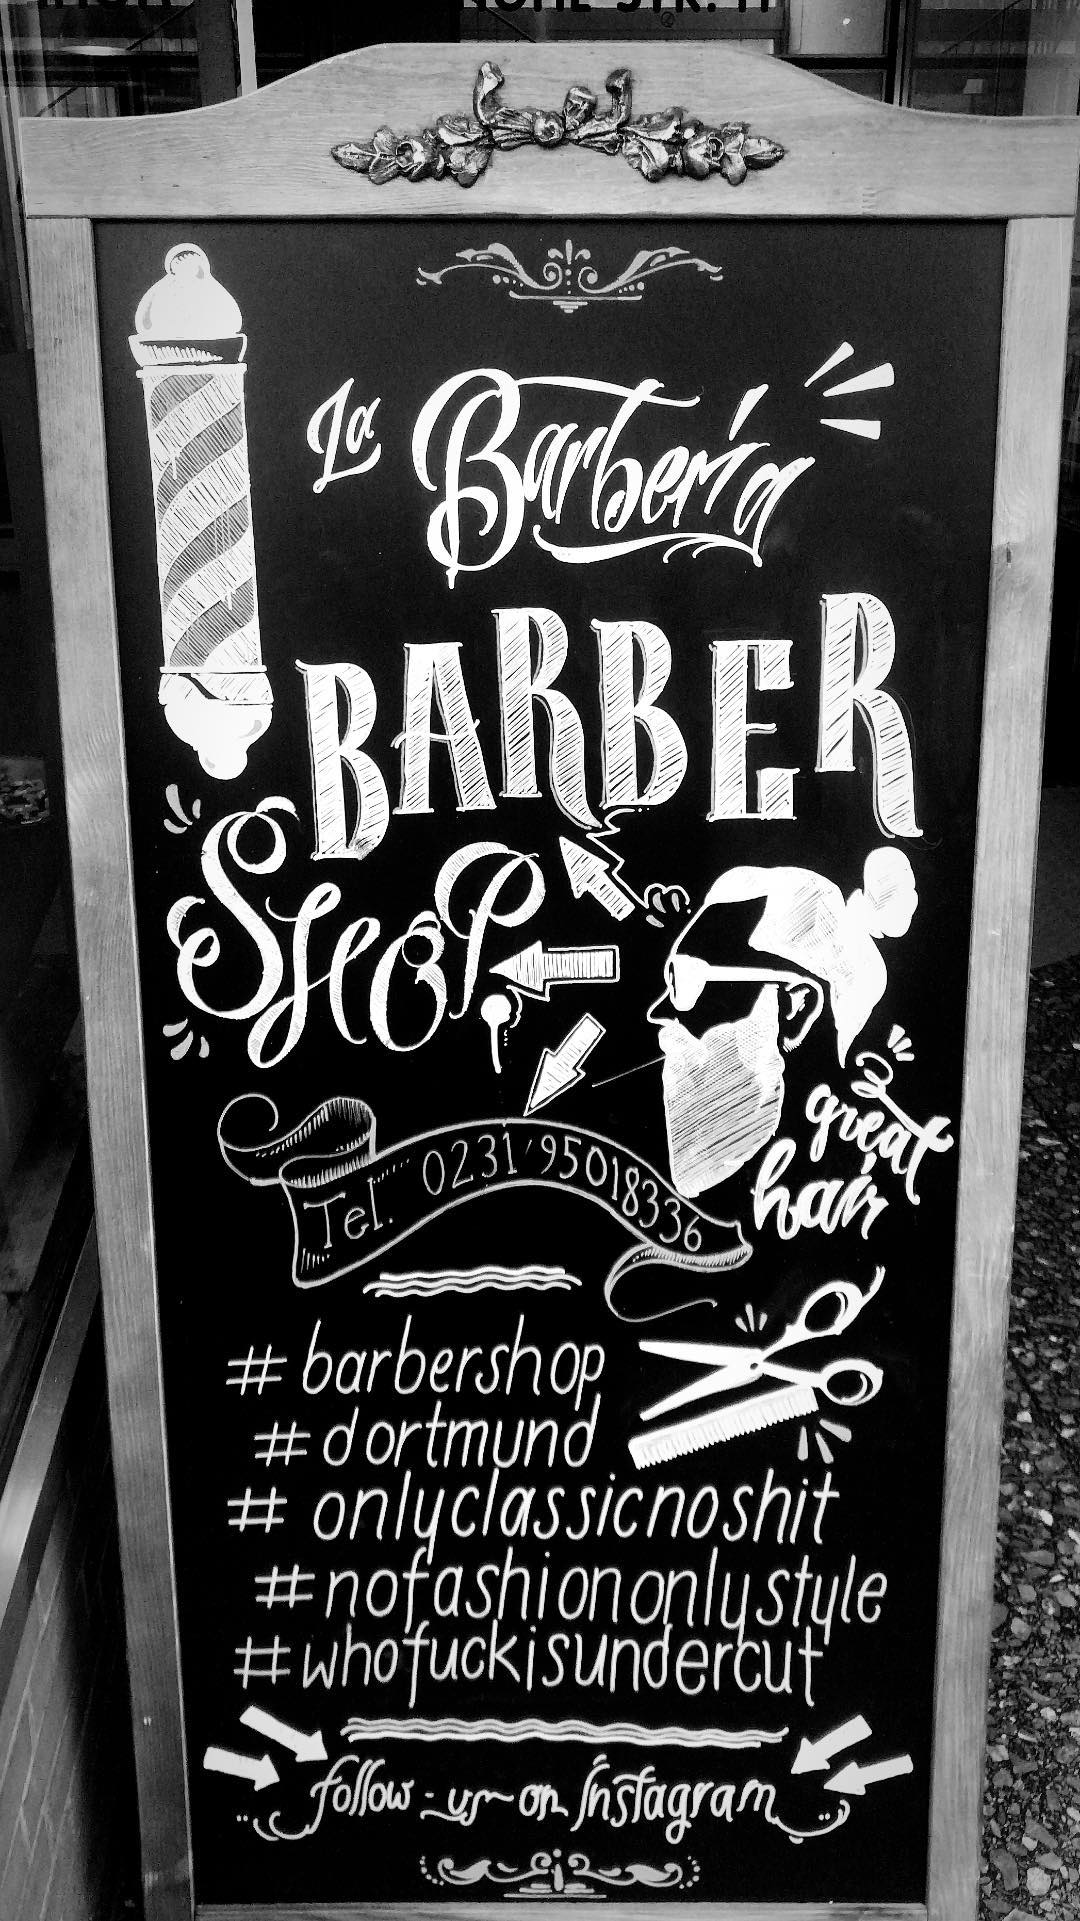 La Barbería
BARBER
SHOP
great
hair
Tel. 0231/95018336
#barbershop
#dortmund
#onlyclassicnoshit
#nofashiononlystyle
#whofuckisundercut
follow-us on instagram